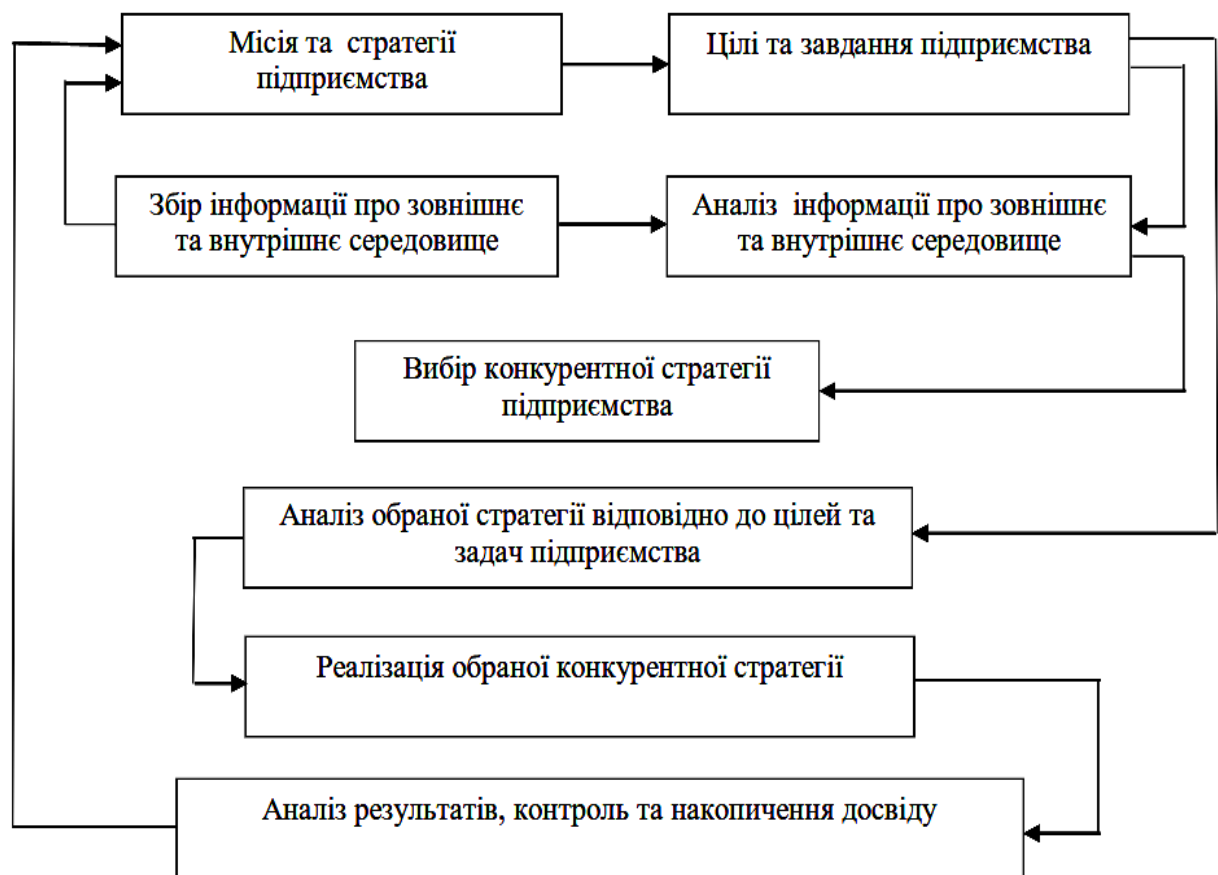 Місія та стратегії
підприємства
Цілі та завдання підприємства
Збір інформації про зовнішнє
та внутрішнє середовище
Аналіз інформації про зовнішнє
та внутрішнє середовище
Вибір конкурентної стратегії
підприємства
Аналіз обраної стратегії відповідно до цілей та
задач підприємства
Реалізація обраної конкурентної стратегії
Аналіз результатів, контроль та накопичення досвіду